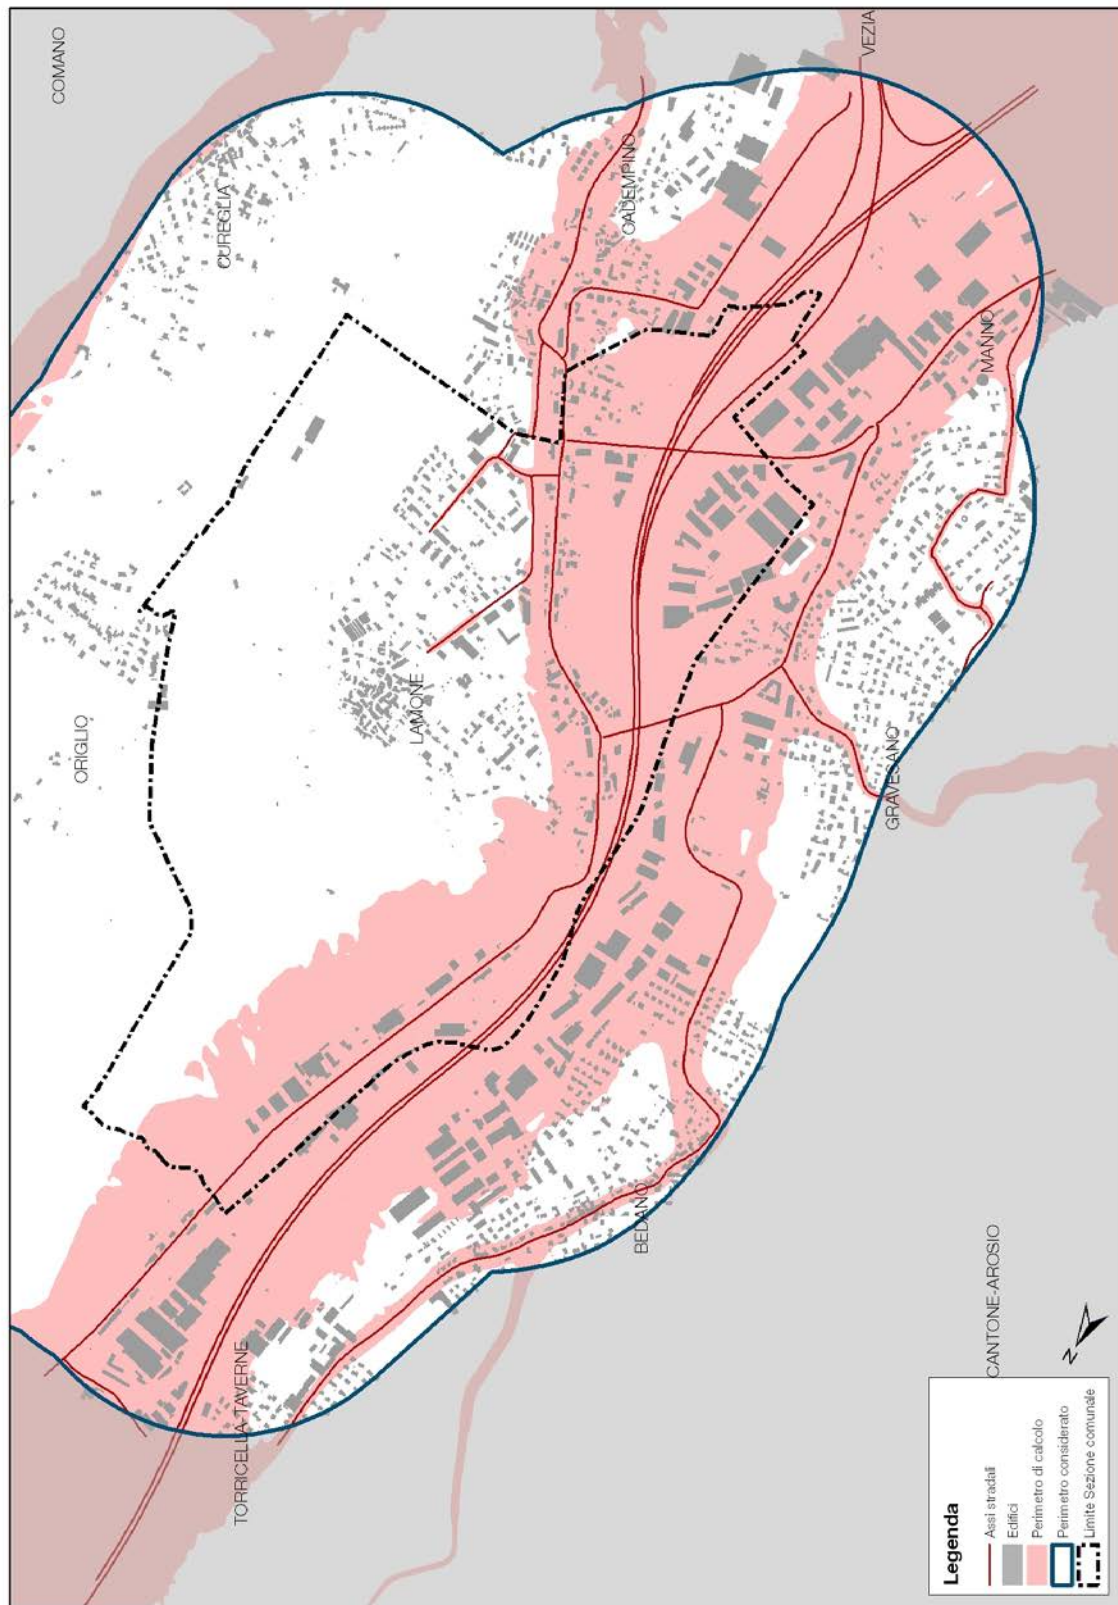 COMANO
VEZIA
CUREGLIA
CADEMPINO
MANNO
ORIGLIO
LAMONE
GRAVESANO
BEDANO
CANTONE-AROSIO
TORRICELLA-TAVERNE
N
Legenda
Assi stradali
Edifici
Perimetro di calcolo
Perimetro considerato
Limite Sezione comunale